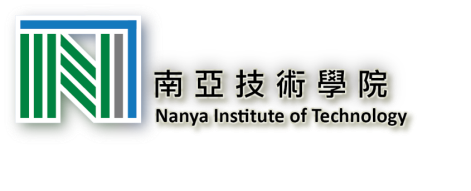 南亞技術學院
Nanya Institute of Technology